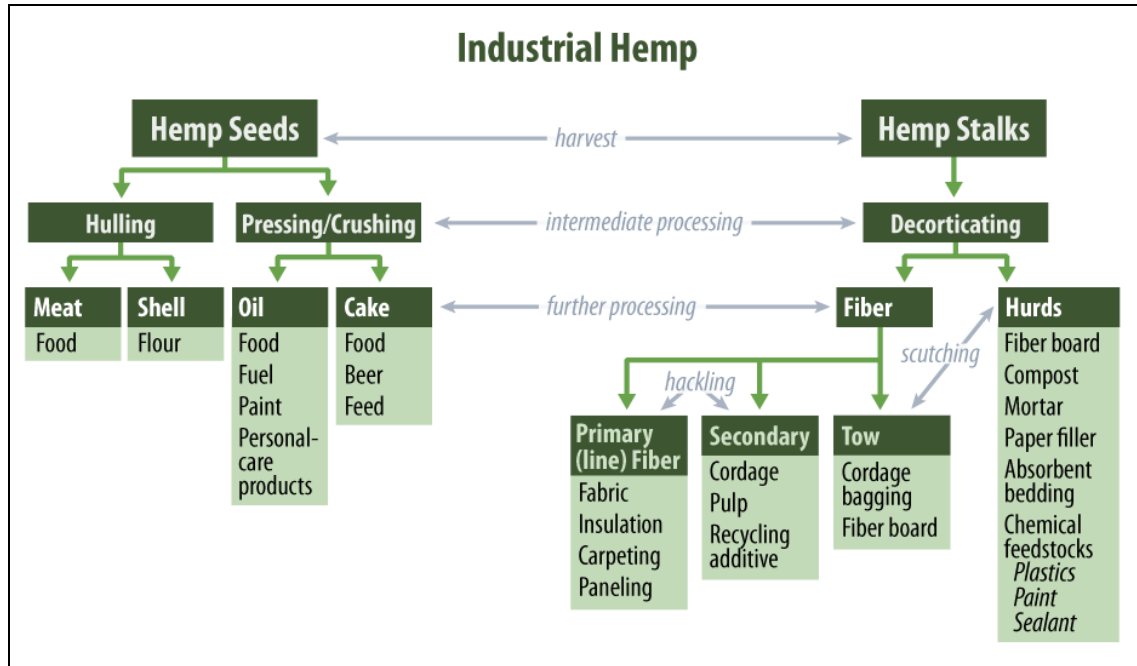 Industrial Hemp
Hemp Seeds
harvest
Hemp Stalks
Hulling
Pressing/Crushing
intermediate processing
Decorticating
Meat
Food
Shell
Flour
Oil
Food
Fuel
Paint
Personal-
care
products
Cake
Food
Beer
Feed
further processing
Fiber
scutching
hackling
Primary
(line) Fiber
Fabric
Insulation
Carpeting
Paneling
Secondary
Cordage
Pulp
Recycling
additive
Tow
Cordage
bagging
Fiber board
Hurds
Fiber board
Compost
Mortar
Paper filler
Absorbent
bedding
Chemical
feedstocks
Plastics
Paint
Sealant